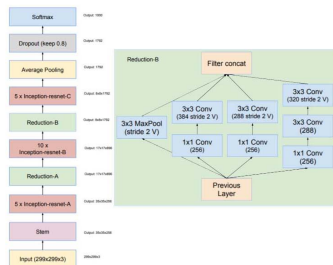 Softmax
Output: 1000
Dropout (keep 0.8)
Output: 1792
Average Pooling
Output: 1792
5 x Inception-resnet-C
Output: 8x8x1792
Reduction-B
Output: 8x8x1792
10 x
Inception-resnet-B
Output: 17x17x896
Reduction-A
Output: 17x17x896
5 x Inception-resnet-A
Output: 35x35x256
Stem
Output: 35x35x256
Input (299x299x3)
299x299x3
Reduction-B
Filter concat
3x3 Conv
(320 stride 2 V)
3x3 MaxPool
(stride 2 V)
3x3 Conv
(384 stride 2 V)
3x3 Conv
(288 stride 2 V)
3x3 Conv
(288)
1x1 Conv
(256)
1x1 Conv
(256)
1x1 Conv
(256)
Previous
Layer